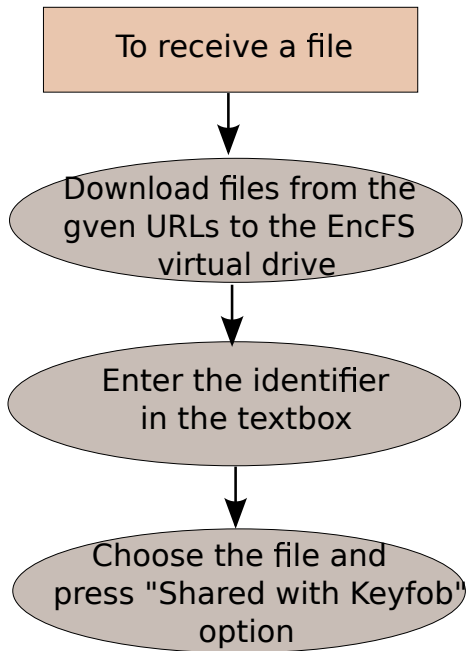 To receive a file
Download files from the
gven URLs to the EncFS
virtual drive
Enter the identifier
in the textbox
Choose the file and
press "Shared with Keyfob"
option